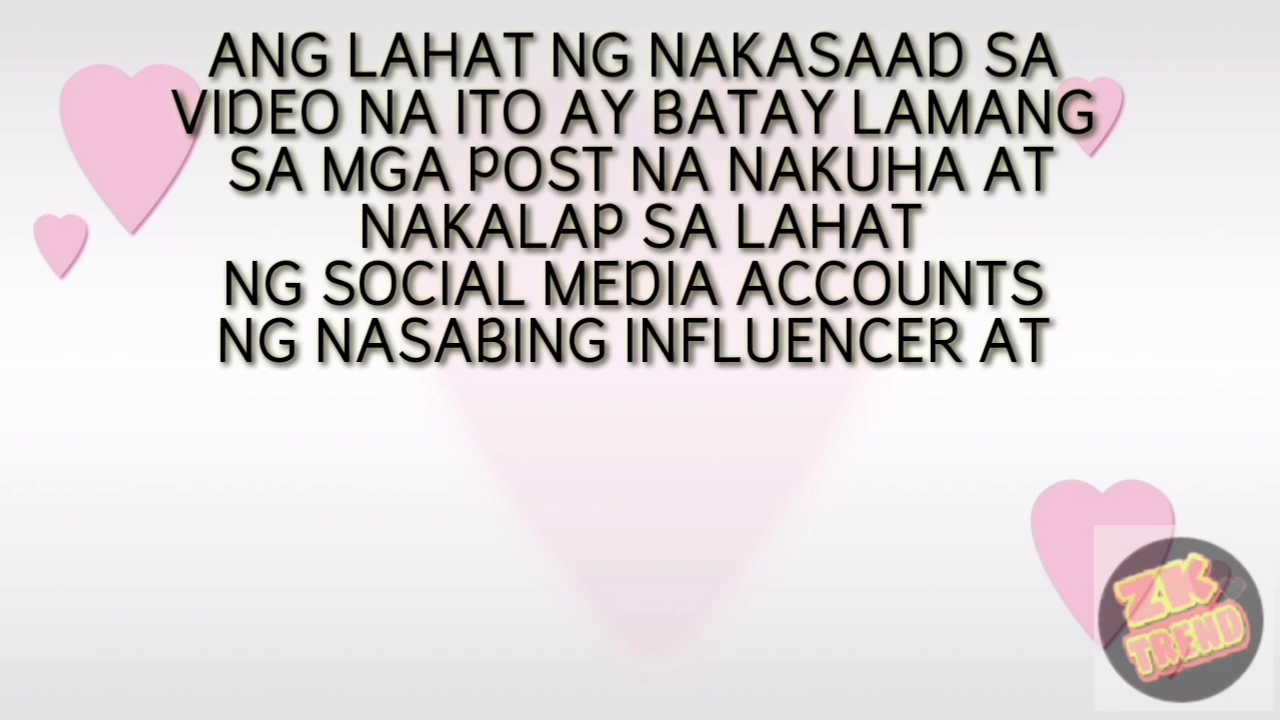 ANG LAHAT NG NAKASAAD SA
VIDEO NA ITO AY BATAY LAMANG
SA MGA POST NA NAKUHA AT
NAKALAP SA LAHAT
NG SOCIAL MEDIA ACCOUNTS
NG NASABING INFLUENCER AT
ZK
TREND